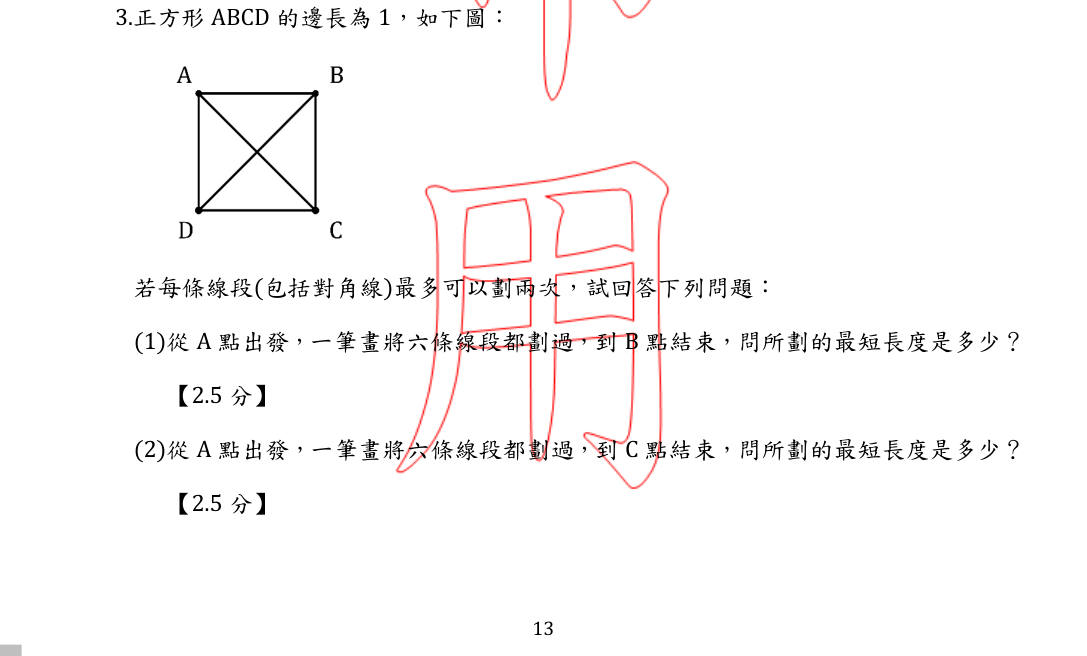 3.正方形 ABCD 的邊長為 1，如下圖：
A B
D C
若每條線段(包括對角線)最多可以劃兩次，試回答下列問題：
(1)從 A 點出發，一筆畫將六條線段都劃過，到 B 點結束，問所劃的最短長度是多少？
【2.5 分】
(2)從 A 點出發，一筆畫將六條線段都劃過，到 C 點結束，問所劃的最短長度是多少？
【2.5 分】
用
13